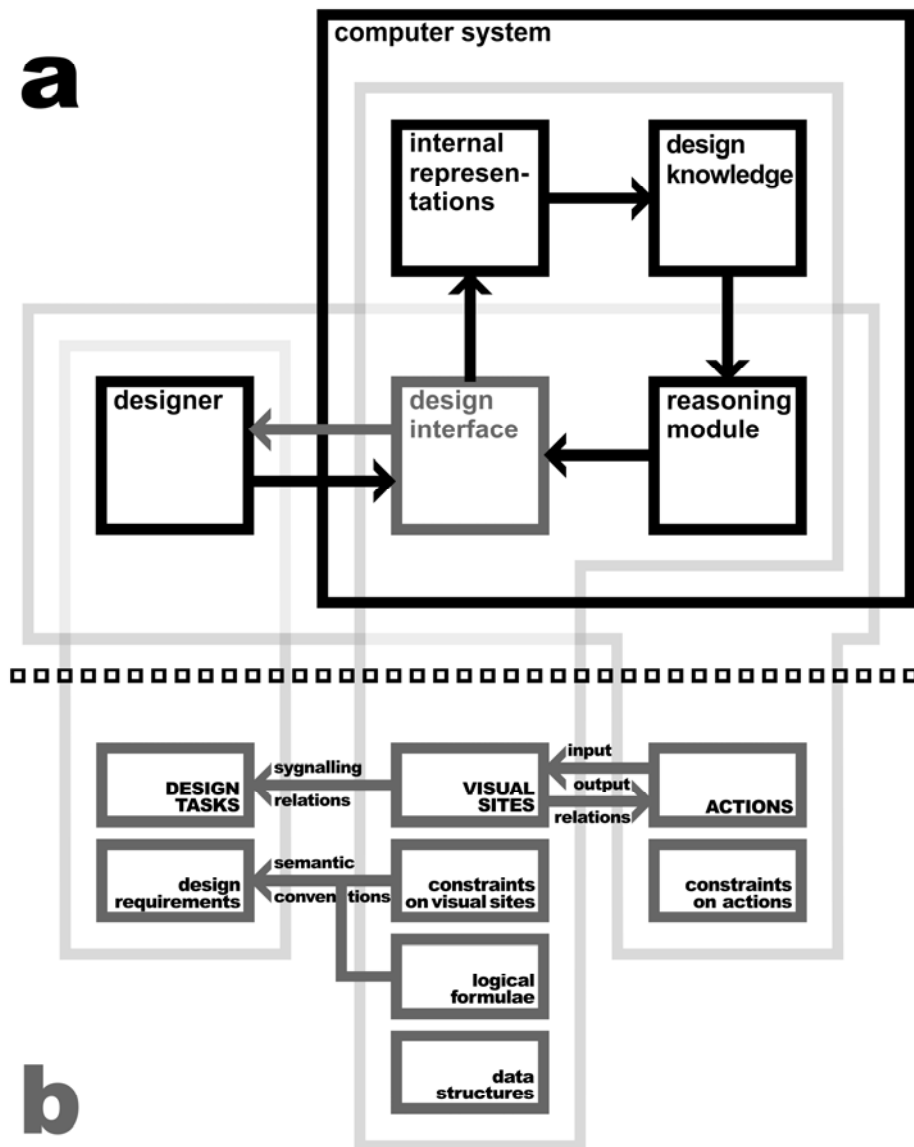 a
computer system
internal
represen-
tations
design
knowledge
designer
design
interface
reasoning
module
DESIGN
TASKS
sygnalling
relations
VISUAL
SITES
input
output
relations
ACTIONS
design
requirements
semantic
conventions
constraints
on visual sites
constraints
on actions
logical
formulae
data
structures
b